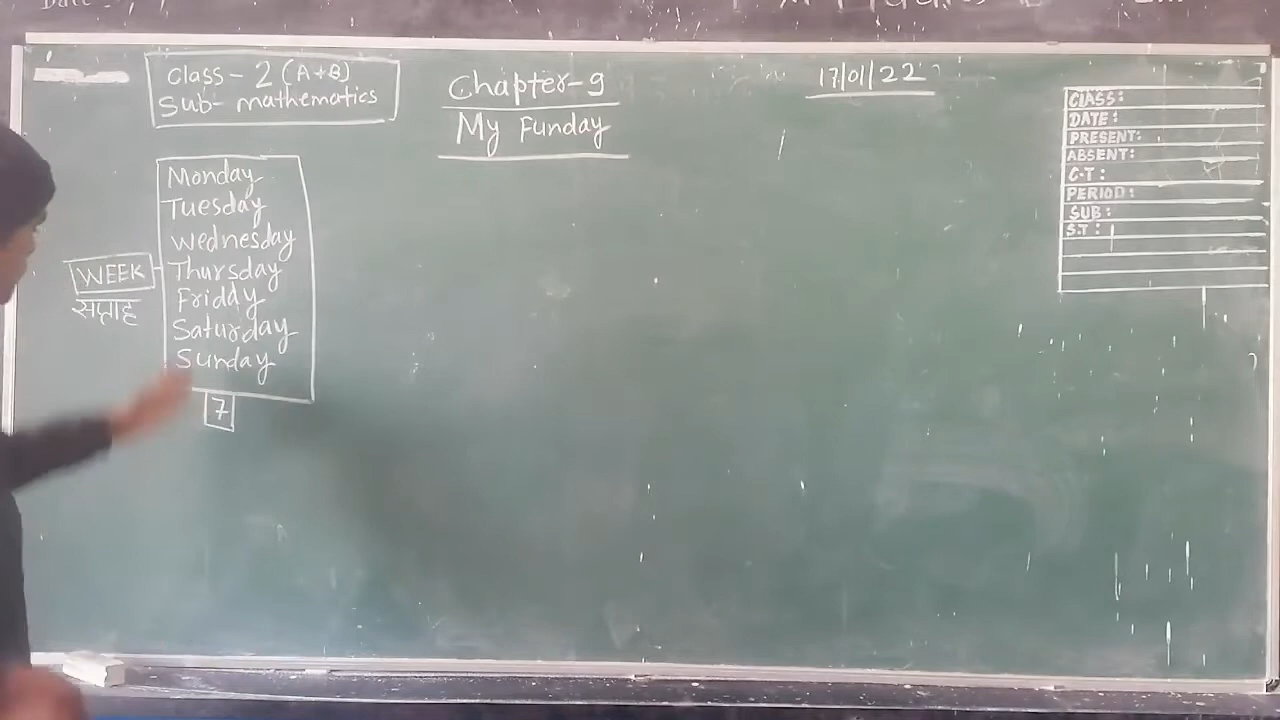 Class - 2 (A+B)
Sub- mathematics
Chapter-9
My Funday
17/01/22
Monday
Tuesday
Wednesday
Thursday
Friday
Saturday
Sunday
7
WEEK
सप्ताह
CLASS:
DATE:
PRESENT:
ABSENT:
C.T:
PERIOD:
SUB:
S.T: